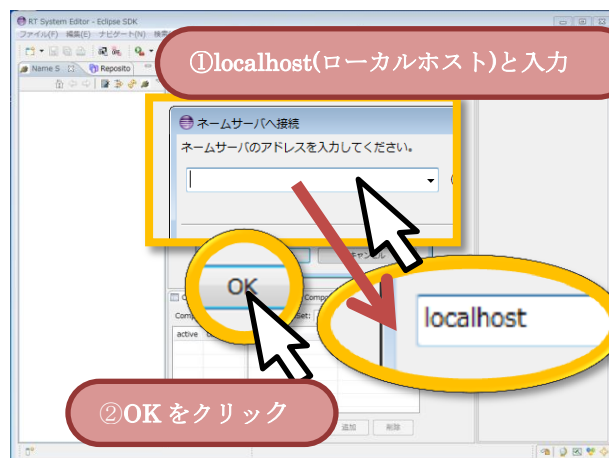 RT System Editor - Eclipse SDK
ファイル(F) 編集(E) ナビゲート(N)
①localhost(ローカルホスト)と入力
Name S
Reposito
ネームサーバへ接続
ネームサーバのアドレスを入力してください。
キャンセル
OK
localhost
active
②OK をクリック
追加
削除